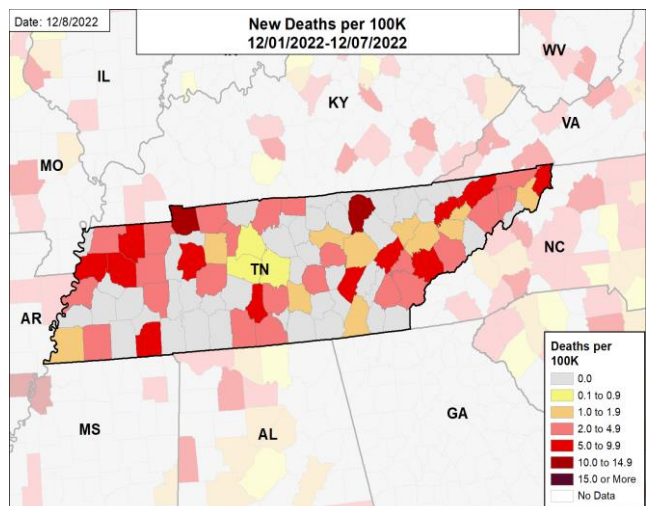 Date: 12/8/2022
New Deaths per 100K
12/01/2022-12/07/2022
WV
IL
KY
VA
MO
TN
NC
AR
MS
AL
GA
Deaths per
100K
0.0
0.1 to 0.9
1.0 to 1.9
2.0 to 4.9
5.0 to 9.9
10.0 to 14.9
15.0 or More
No Data